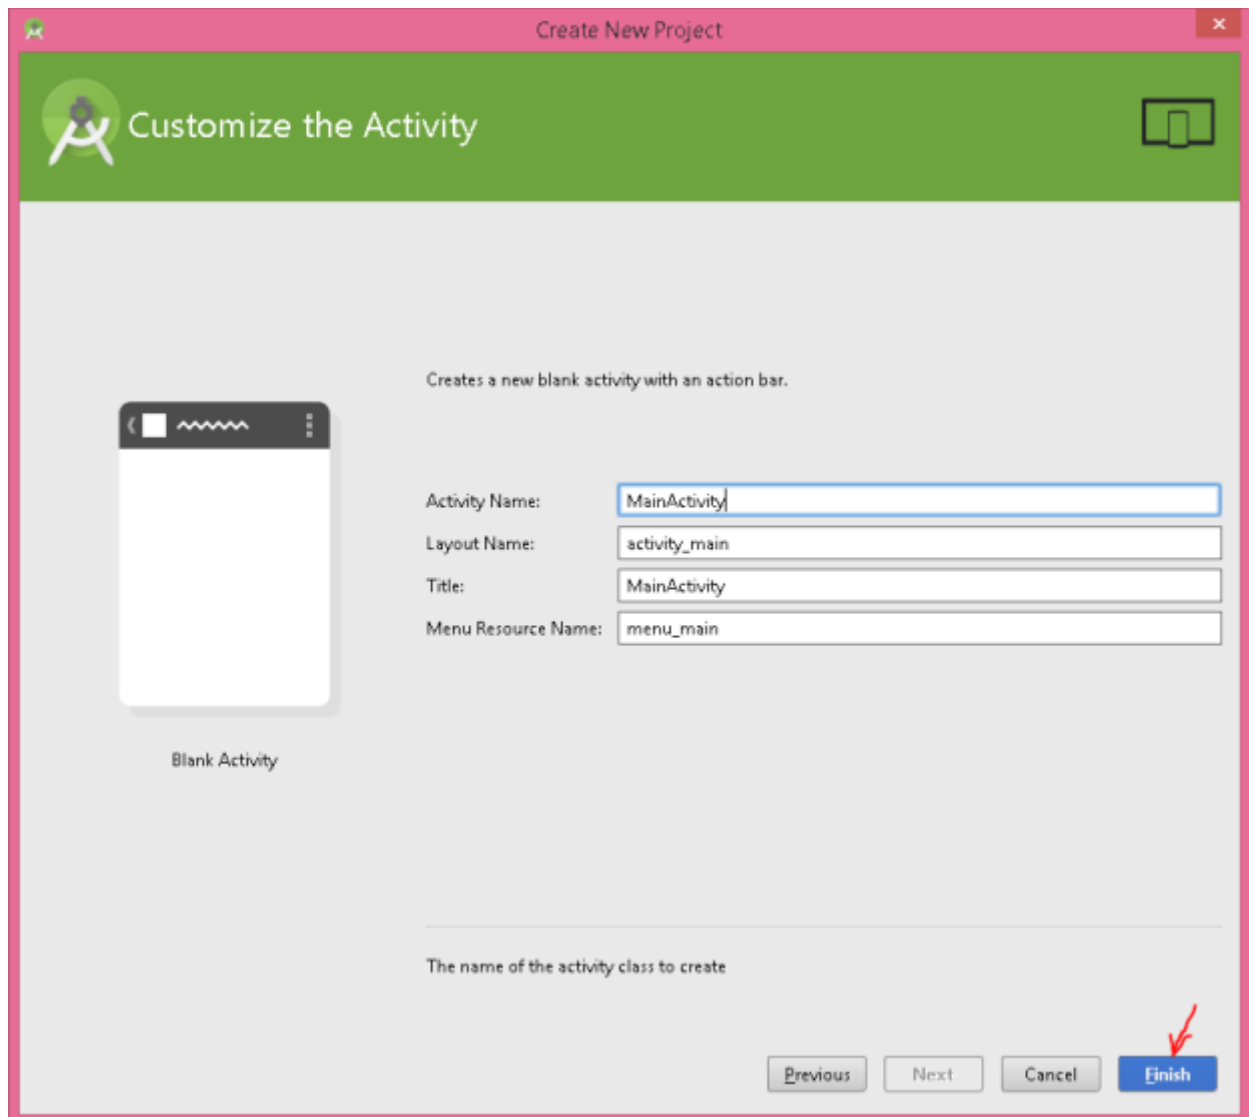 Create New Project
Customize the Activity
Creates a new blank activity with an action bar.
Activity Name: MainActivity
Layout Name: activity_main
Title: MainActivity
Menu Resource Name: menu_main
Blank Activity
The name of the activity class to create
Previous Next Cancel Finish